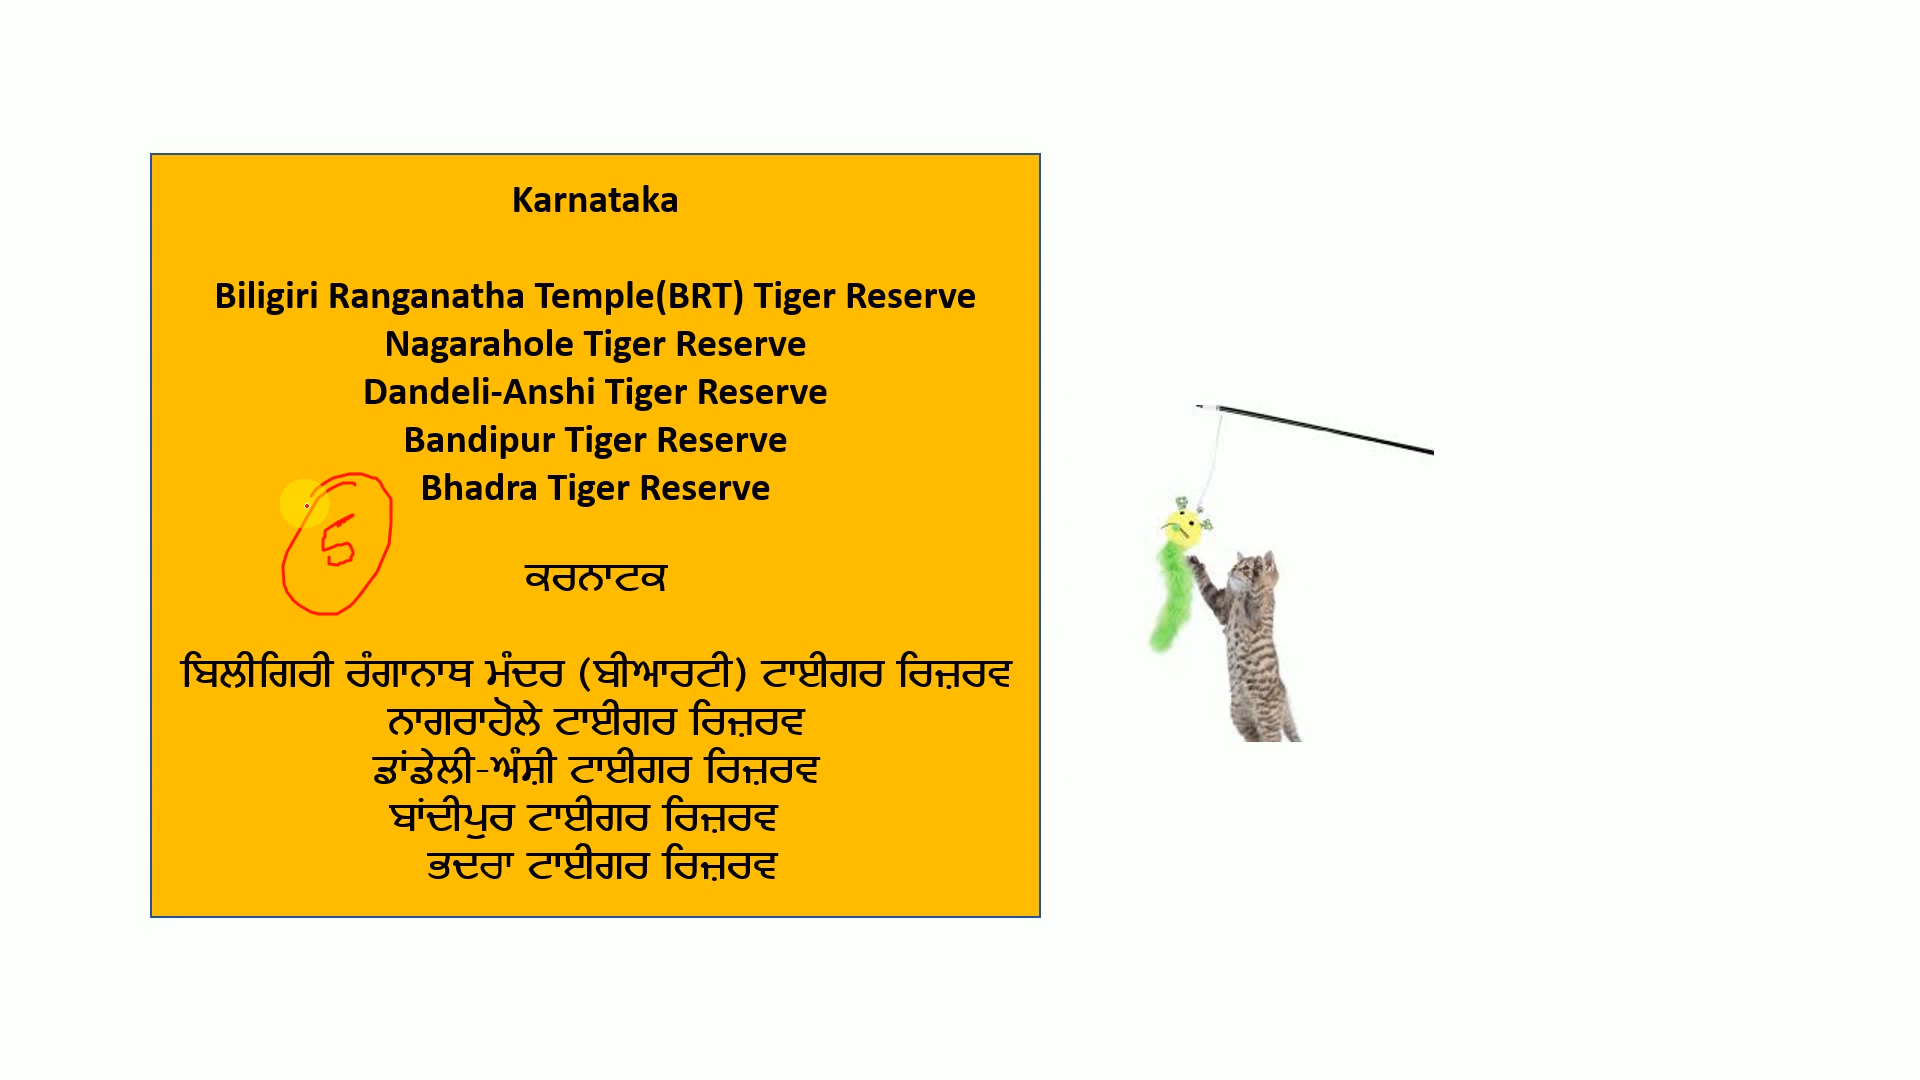 Karnataka
Biligiri Ranganatha Temple(BRT) Tiger Reserve
Nagarahole Tiger Reserve
Dandeli-Anshi Tiger Reserve
Bandipur Tiger Reserve
Bhadra Tiger Reserve
5
ਕਰਨਾਟਕ
ਬਿਲੀਗਿਰੀ ਰੰਗਾਨਾਥ ਮੰਦਰ (ਬੀਆਰਟੀ) ਟਾਈਗਰ ਰਿਜ਼ਰਵ
ਨਾਗਰਾਹੋਲੇ ਟਾਈਗਰ ਰਿਜ਼ਰਵ
ਡਾਂਡੇਲੀ-ਅੰਸ਼ੀ ਟਾਈਗਰ ਰਿਜ਼ਰਵ
ਬਾਂਦੀਪੁਰ ਟਾਈਗਰ ਰਿਜ਼ਰਵ
ਭਦਰਾ ਟਾਈਗਰ ਰਿਜ਼ਰਵ